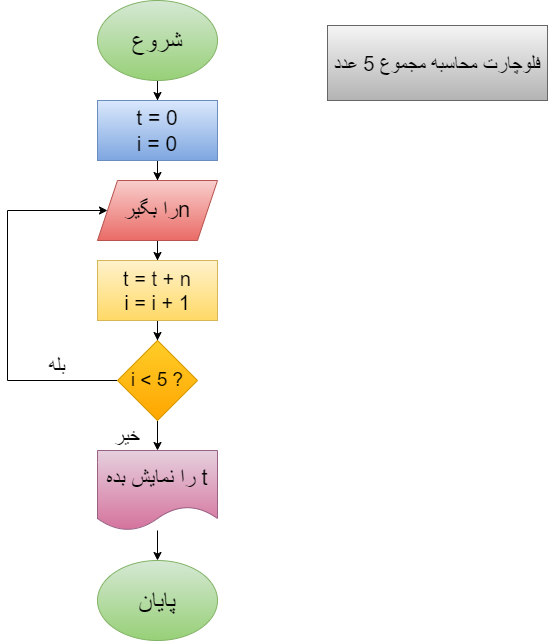 شروع
فلوچارت محاسبه مجموع 5 عدد
t = 0
i = 0
nرا بگیر
t = t + n
i = i + 1
i < 5 ?
بله
خیر
t را نمایش بده
پایان